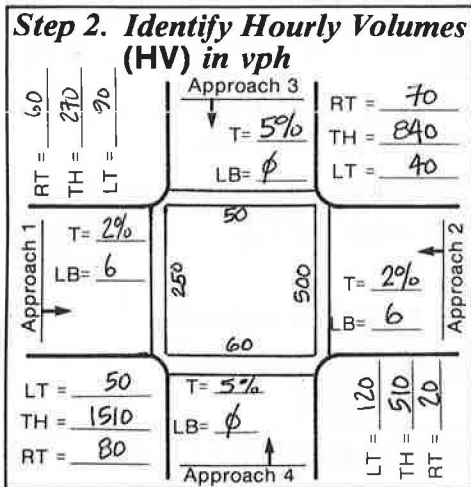 Step 2. Identify Hourly Volumes
(HV) in vph
RT = 60
TH = 270
LT = 90
Approach 3
T= 5%
LB= ϕ
RT = 70
TH = 840
LT = 40
Approach 1
T= 2%
LB= 6
50
250
500
60
T= 2%
LB= 6
Approach 2
LT = 50
TH = 1510
RT = 80
T= 5%
LB= ϕ
Approach 4
LT = 120
TH = 510
RT = 20